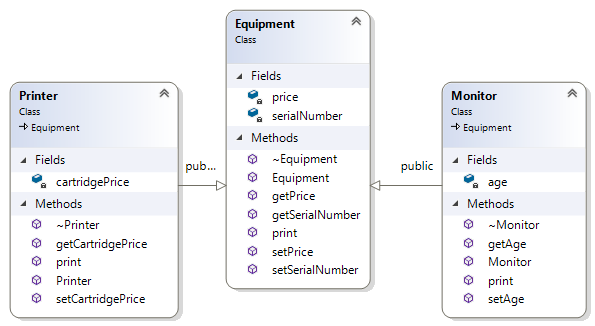 Equipment
Class
Fields
price
serialNumber
Methods
~Equipment
Equipment
getPrice
getSerialNumber
print
setPrice
setSerialNumber
Printer
Class
Equipment
Fields
cartridgePrice
Methods
~Printer
getCartridgePrice
print
Printer
setCartridgePrice
pub...
public
Monitor
Class
Equipment
Fields
age
Methods
~Monitor
getAge
Monitor
print
setAge